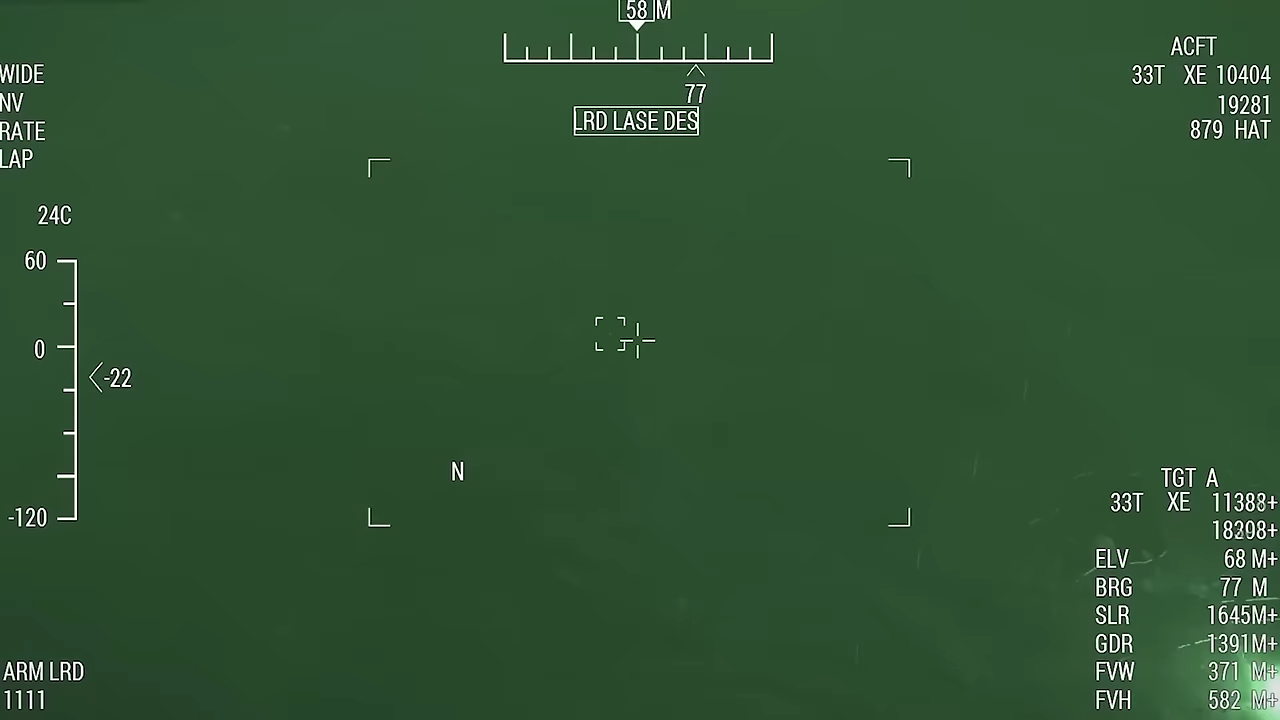 58 M
77
LRD LASE DES
WIDE
NV
RATE
LAP
ACFT
33T XE 10404
19281
879 HAT
24C
60
0
-22
-120
N
TGT A
33T XE 11388+
18298+
ELV 68 M+
BRG 77 M
SLR 1645M+
GDR 1391M+
FVW 371 M+
FVH 582 M+
ARM LRD
1111